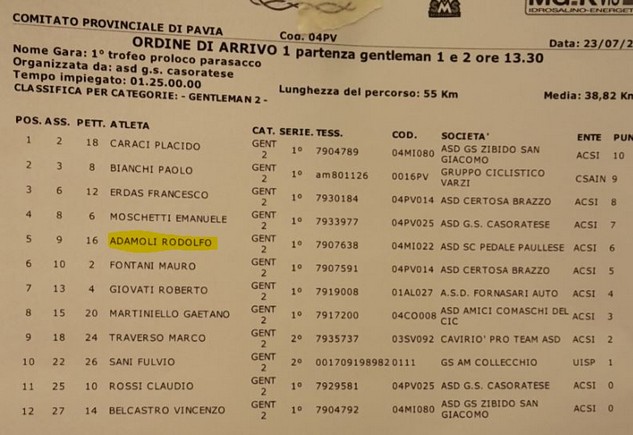 COMITATO PROVINCIALE DI PAVIA
Coo. 04PV
IDROSALINO-ENERGET
ORDINE DI ARRIVO 1 partenza gentleman 1 e 2 ore 13.30
Data: 23/07/2
Nome Gara: 1° trofeo proloco parasacco
Organizzata da: asd g.s. casoratese
Tempo impiegato: 01.25.00.00
Lunghezza del percorso: 55 Km
Media: 38,82 Km
CLASSIFICA PER CATEGORIE: - GENTLEMAN 2 -
POS. ASS. PETT. ATLETA CAT. SERIE. TESS. COD. SOCIETA' ENTE PUN
1 2 18 CARACI PLACIDO GENT 2 1° 7904789 04MI080 ASD GS ZIBIDO SAN GIACOMO ACSI 10
2 3 8 BIANCHI PAOLO GENT 2 1° am801126 0016PV GRUPPO CICLISTICO VARZI CSAIN 9
3 6 12 ERDAS FRANCESCO GENT 2 1° 7930184 04PV014 ASD CERTOSA BRAZZO ACSI 8
4 8 6 MOSCHETTI EMANUELE GENT 2 1° 7933977 04PV025 ASD G.S. CASORATESE ACSI 7
5 9 16 ADAMOLI RODOLFO GENT 2 1° 7907638 04MI022 ASD SC PEDALE PAULLESE ACSI 6
6 10 2 FONTANI MAURO GENT 2 1° 7907591 04PV014 ASD CERTOSA BRAZZO ACSI 5
7 13 4 GIOVATI ROBERTO GENT 2 1° 7919008 01AL027 A.S.D. FORNASARI AUTO ACSI 4
8 15 20 MARTINIELLO GAETANO GENT 2 1° 7917200 04CO008 ASD AMICI COMASCHI DEL CIC ACSI 3
9 18 24 TRAVERSO MARCO GENT 2 2° 7935737 03SV092 CAVIRIO' PRO TEAM ASD ACSI 2
10 22 26 SANI FULVIO GENT 2 2° 001709198982 0111 GS AM COLLECCHIO UISP 1
11 25 10 ROSSI CLAUDIO GENT 2 1° 7929581 04PV025 ASD G.S. CASORATESE ACSI 0
12 27 14 BELCASTRO VINCENZO GENT 2 1° 7904792 04MI080 ASD GS ZIBIDO SAN GIACOMO ACSI 0